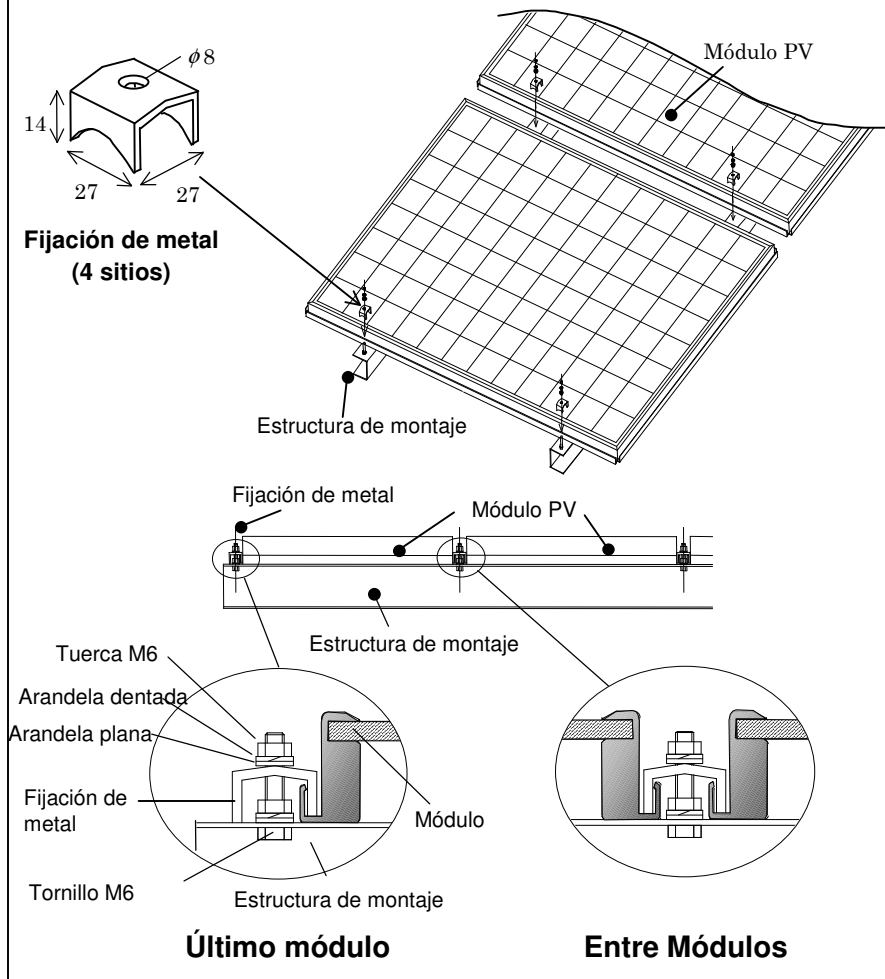 φ8
14
27
27
Fijación de metal
(4 sitios)
Módulo PV
Estructura de montaje
Fijación de metal
Módulo PV
Estructura de montaje
Tuerca M6
Arandela dentada
Arandela plana
Fijación de
metal
Módulo
Tornillo M6
Estructura de montaje
Último módulo
Entre Módulos